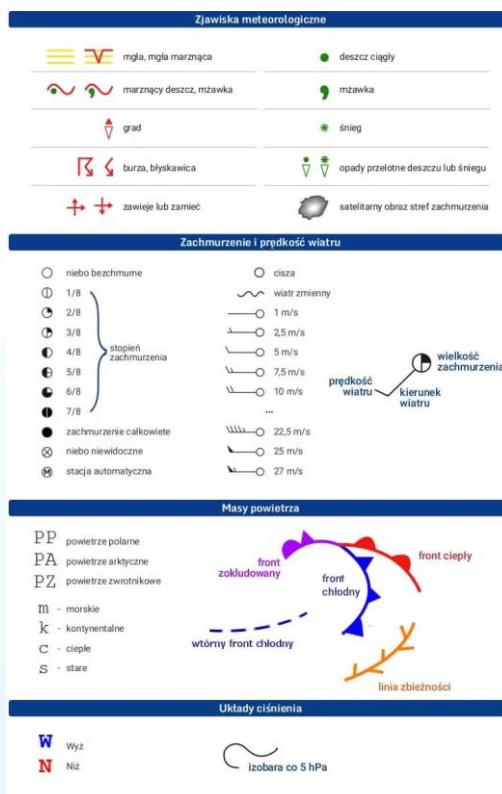 Zjawiska meteorologiczne
mgła, mgła marznąca
deszcz ciągły
marznący deszcz, mżawka
mżawka
grad
śnieg
burza, błyskawica
opady przelotne deszczu lub śniegu
zawieje lub zamieć
satelitarny obraz stref zachmurzenia
Zachmurzenie i prędkość wiatru
niebo bezchmurne
1/8
2/8
3/8
4/8
5/8
6/8
7/8
stopień
zachmurzenia
zachmurzenie całkowiete
niebo niewidoczne
M
stacja automatyczna
cisza
wiatr zmienny
1 m/s
2,5 m/s
5 m/s
7,5 m/s
10 m/s
...
22,5 m/s
25 m/s
27 m/s
wielkość
zachmurzenia
prędkość
wiatru
kierunek
wiatru
Masy powietrza
PP powietrze polarne
PA powietrze arktyczne
PZ powietrze zwrotnikowe
m - morskie
k - kontynentalne
c - ciepłe
s - stare
front
zokludowany
front ciepły
front
chłodny
wtórny front chłodny
linia zbieżności
Układy ciśnienia
W Wyż
N Niż
izobara co 5 hPa